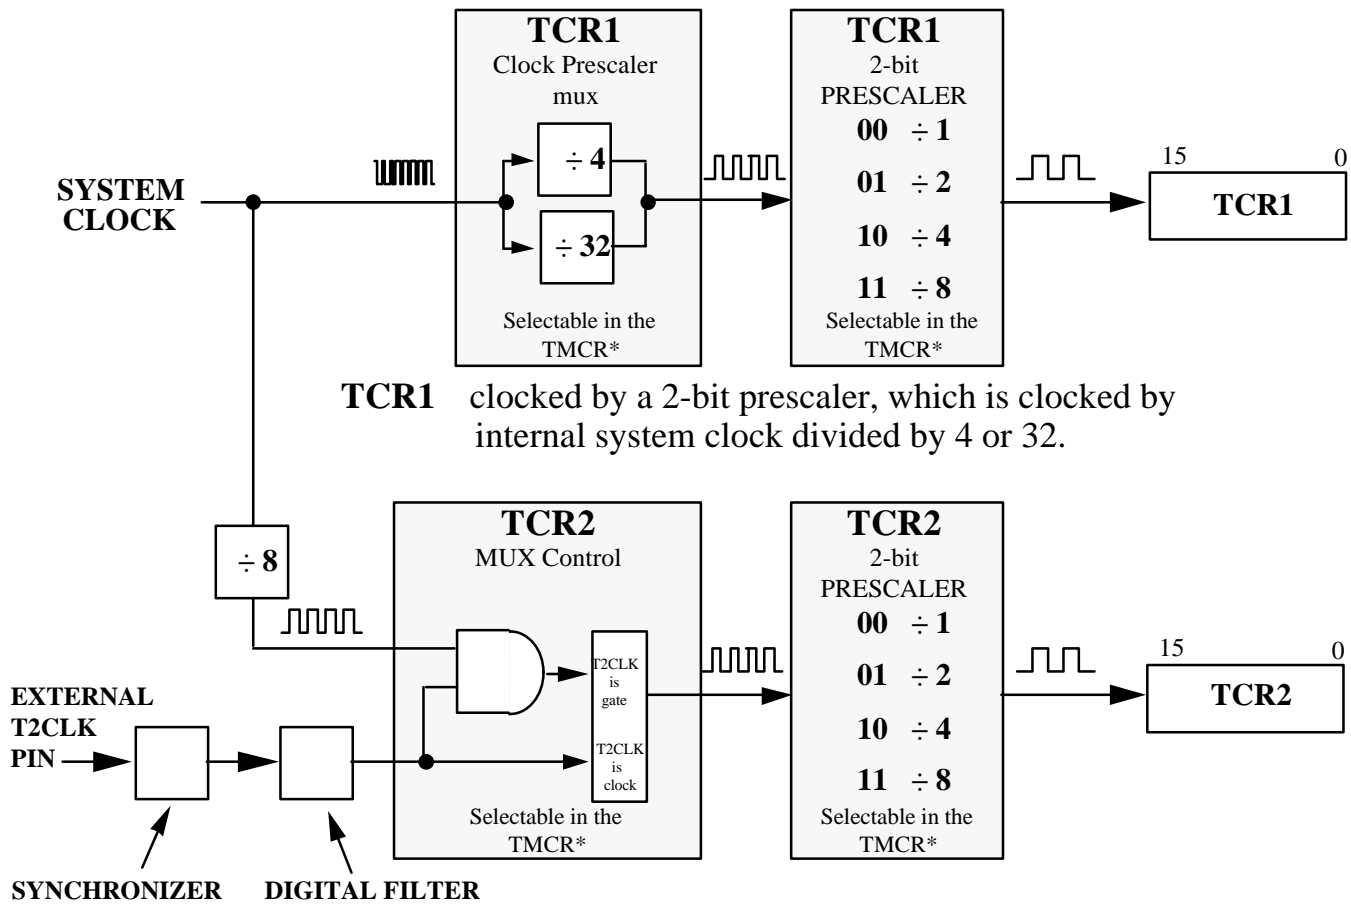 TCR1
Clock Prescaler
mux
÷ 4
÷ 32
Selectable in the
TMCR*
TCR1
2-bit
PRESCALER
00 ÷ 1
01 ÷ 2
10 ÷ 4
11 ÷ 8
Selectable in the
TMCR*
SYSTEM
CLOCK
15 0
TCR1
TCR1 clocked by a 2-bit prescaler, which is clocked by
internal system clock divided by 4 or 32.
÷ 8
TCR2
MUX Control
T2CLK
is
gate
T2CLK
is
clock
Selectable in the
TMCR*
TCR2
2-bit
PRESCALER
00 ÷ 1
01 ÷ 2
10 ÷ 4
11 ÷ 8
Selectable in the
TMCR*
15 0
TCR2
EXTERNAL
T2CLK
PIN
SYNCHRONIZER
DIGITAL FILTER